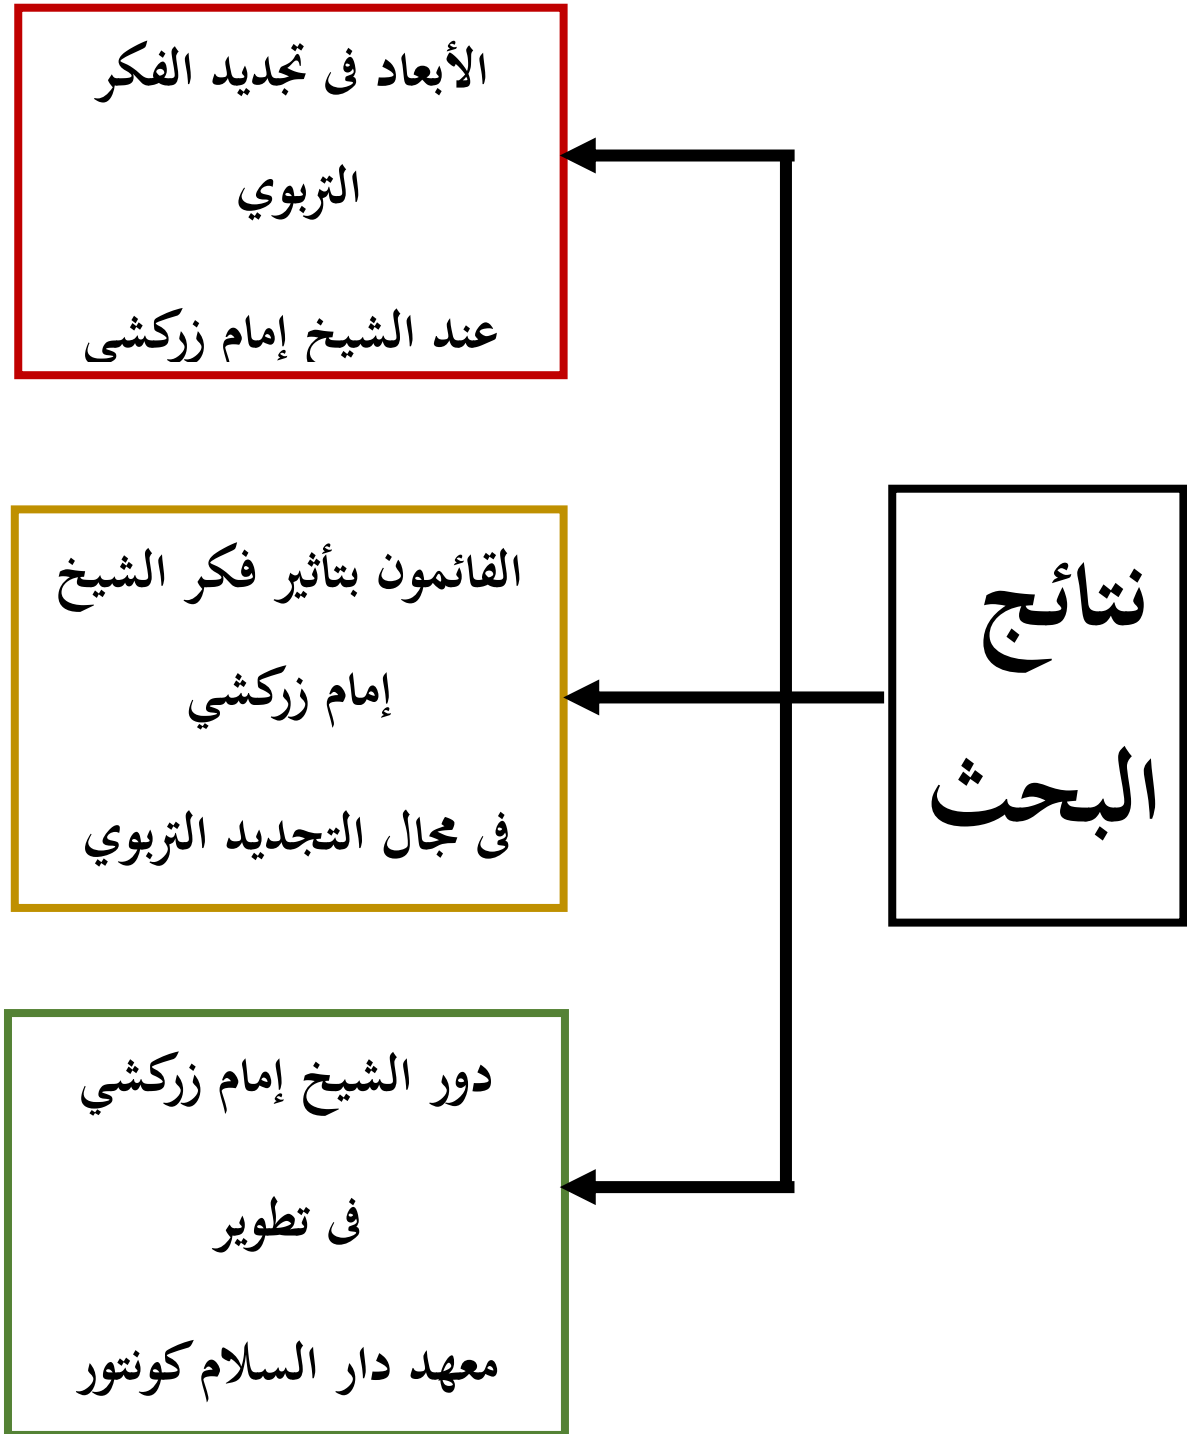 نتائج
البحث
الأبعاد فى تجديد الفكر
التربوي
عند الشيخ إمام زركشى
القائمون بتأثير فكر الشيخ
إمام زركشي
فى مجال التجديد التربوي
دور الشيخ إمام زركشي
فى تطوير
معهد دار السلام كونتور